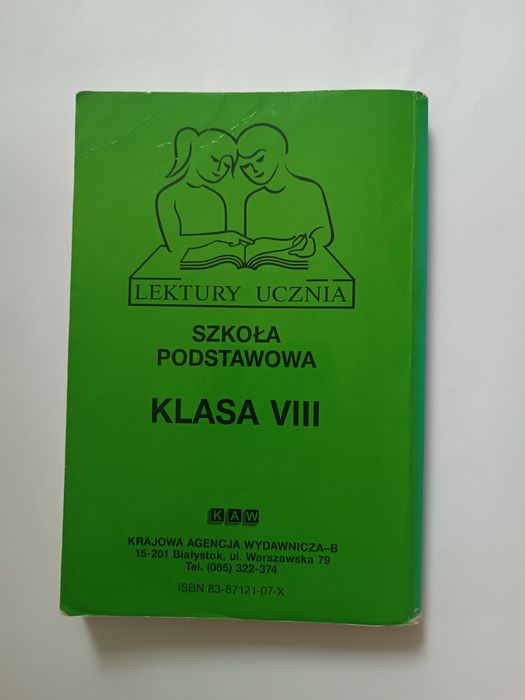 LEKTURY UCZNIA
SZKOŁA
PODSTAWOWA
KLASA VIII
KAW
KRAJOWA AGENCJA WYDAWNICZA–B
15-201 Białystok, ul. Warszawska 79
Tel. (085) 322-374
ISBN 83-87121-07-X